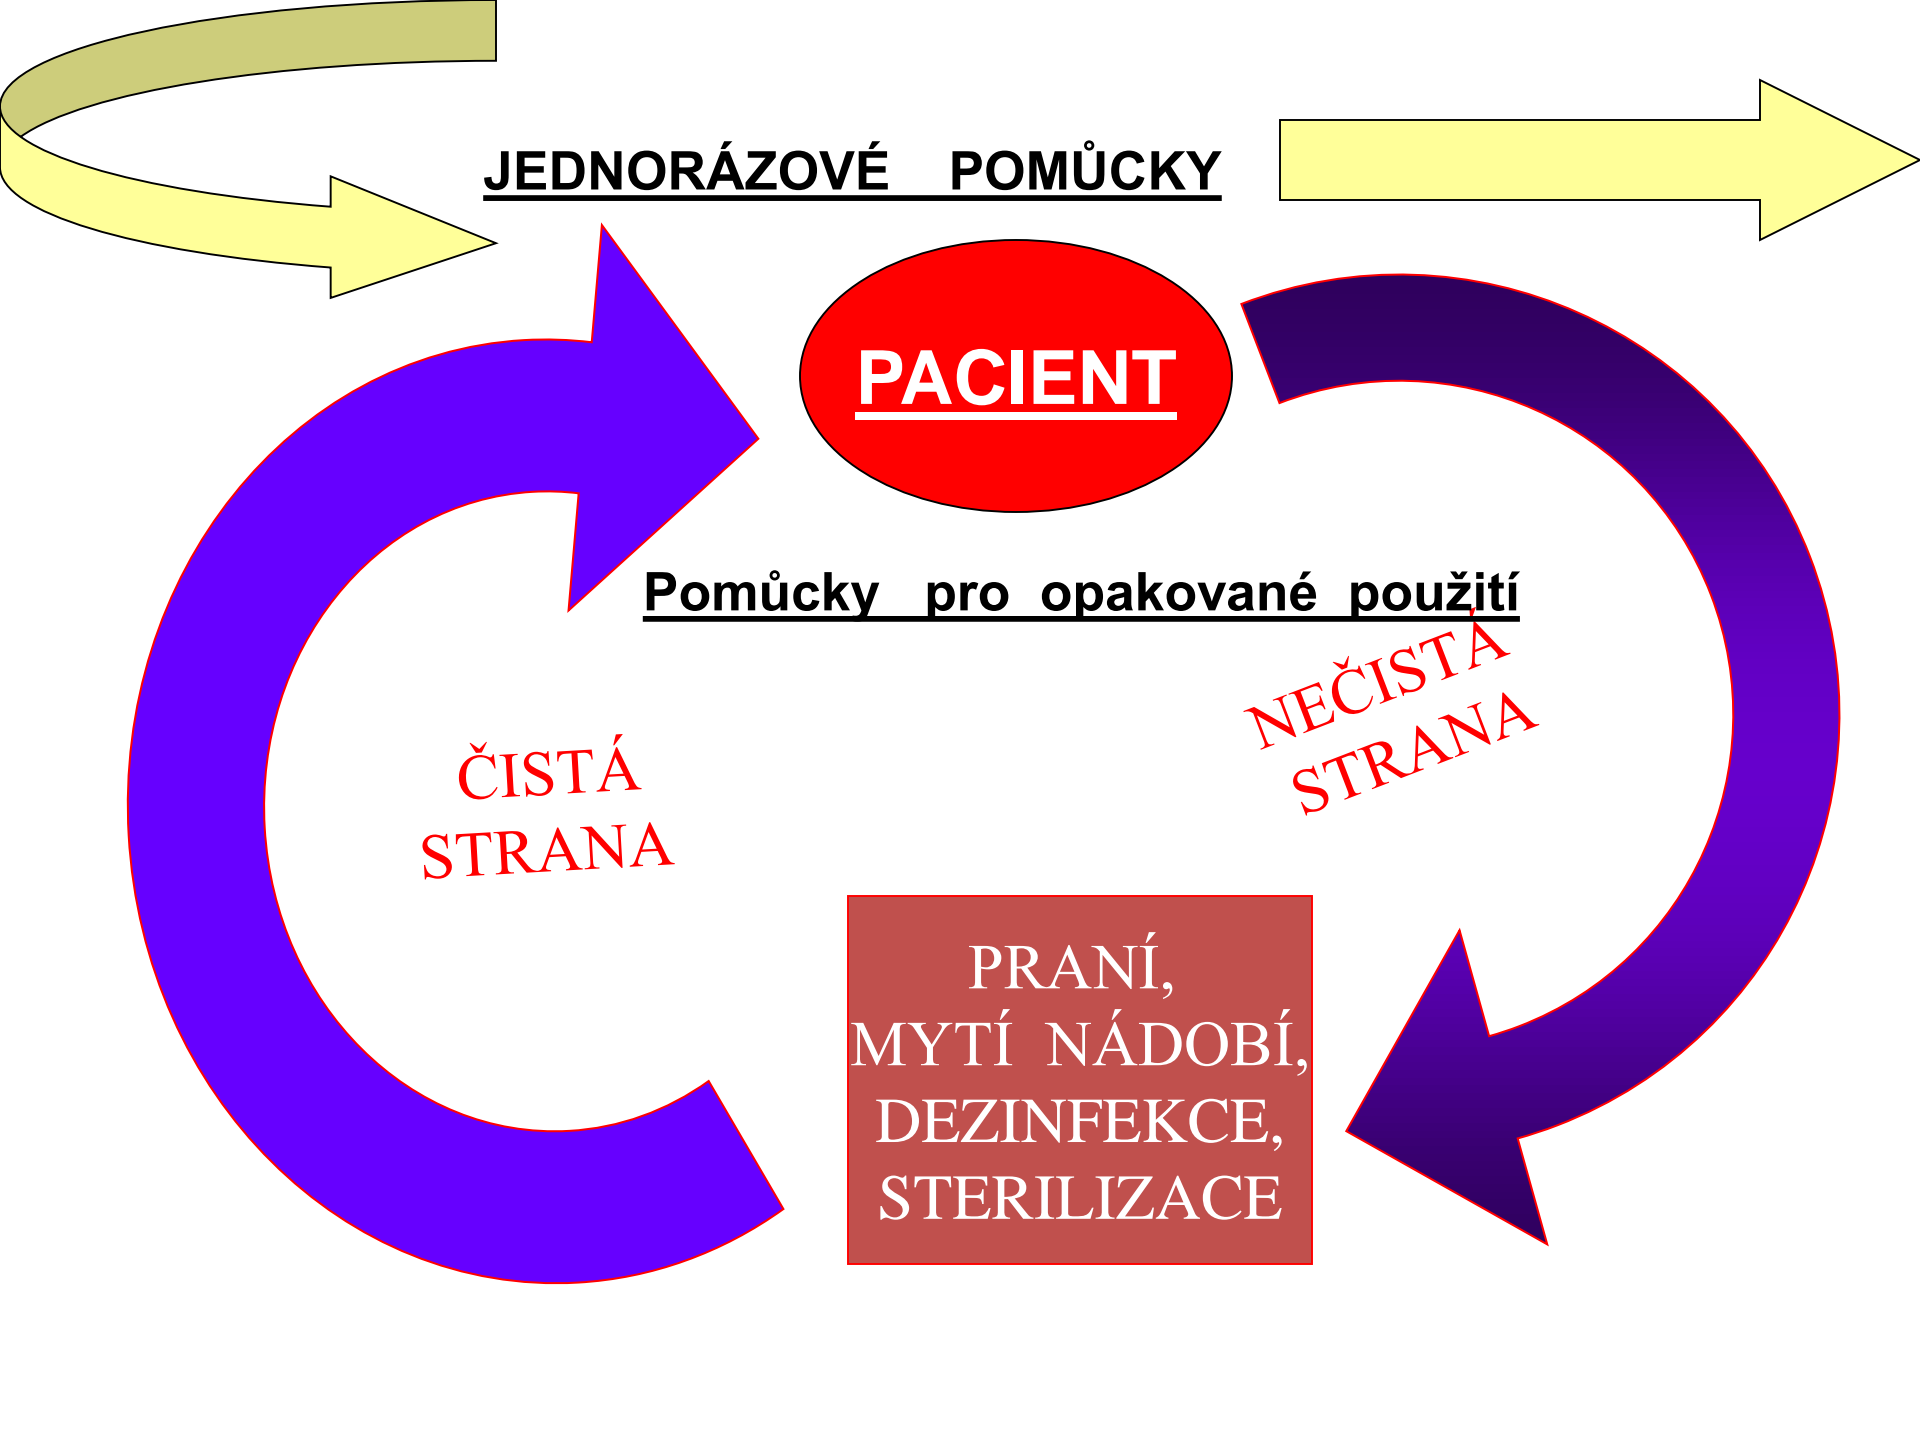 JEDNORÁZOVÉ POMŮCKY
PACIENT
Pomůcky pro opakované použití
NEČISTÁ
STRANA
ČISTÁ
STRANA
PRANÍ,
MYTÍ NÁDOBÍ,
DEZINFEKCE,
STERILIZACE